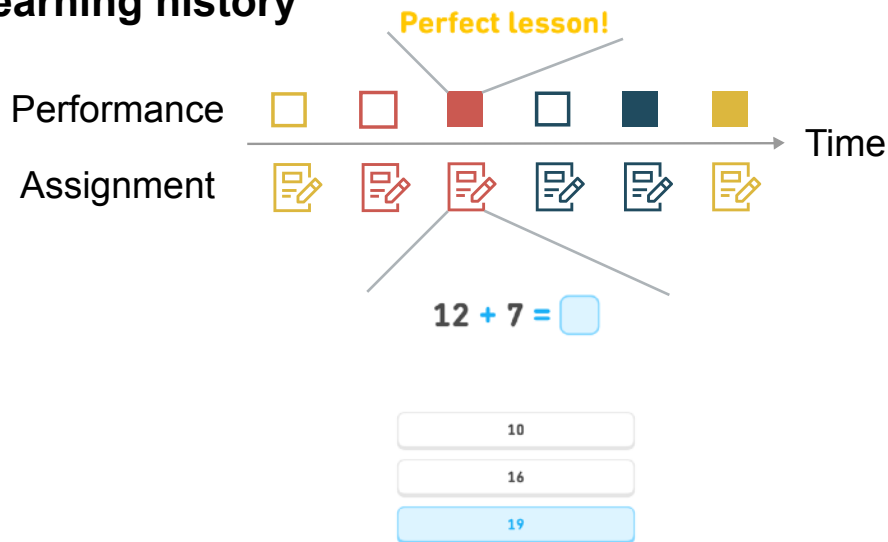 earning history
Perfect lesson!
Performance
Time
Assignment
12 + 7 =
10
16
19